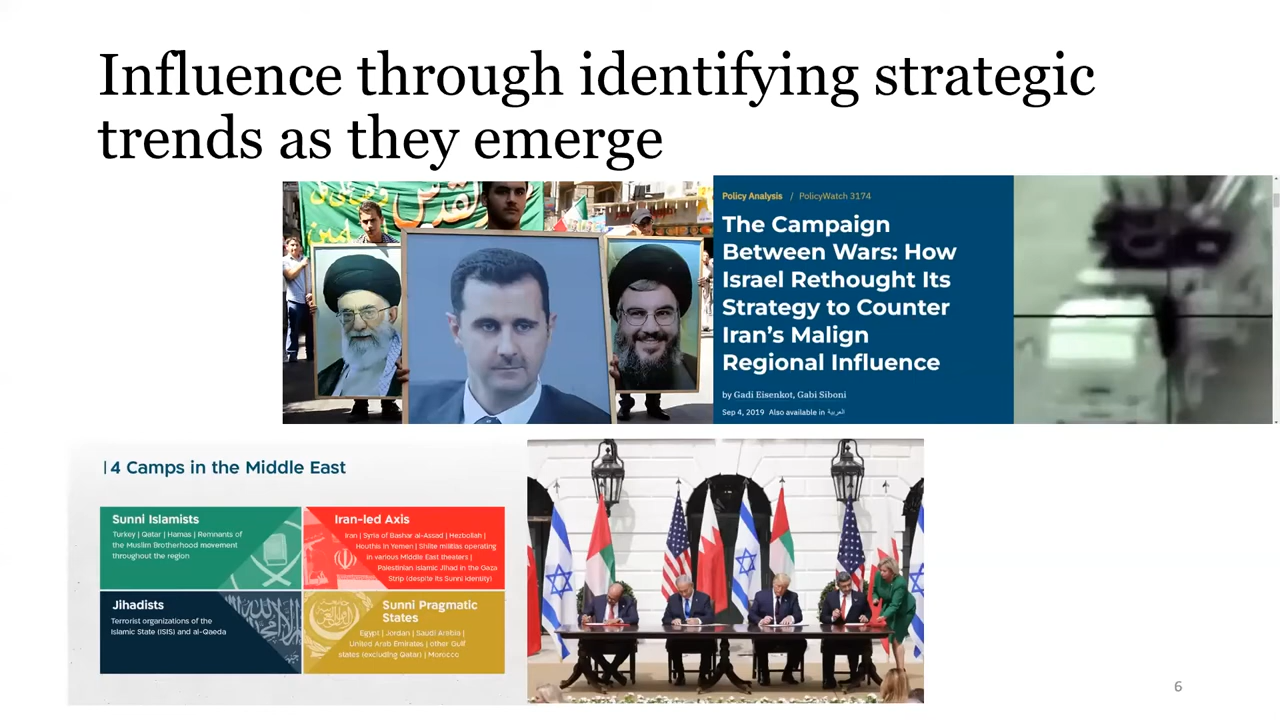 Influence through identifying strategic
trends as they emerge
القدس
Policy Analysis / PolicyWatch 3174
The Campaign
Between Wars: How
Israel Rethought Its
Strategy to Counter
Iran's Malign
Regional Influence
by Gadi Eisenkot, Gabi Siboni
Sep 4, 2019 Also available in العربية
4 Camps in the Middle East
Sunni Islamists
Turkey | Qatar | Hamas | Remnants of
the Muslim Brotherhood movement
throughout the region
Iran-led Axis
Iran | Syria of Bashar al-Assad | Hezbollah |
Houthis in Yemen | Shiite militias operating
in various Middle East theaters |
Palestinian Islamic Jihad in the Gaza
Strip (despite its Sunni identity)
Jihadists
Terrorist organizations of the
Islamic State (ISIS) and al-Qaeda
Sunni Pragmatic
States
Egypt | Jordan | Saudi Arabia |
United Arab Emirates | other Gulf
states (excluding Qatar) | Morocco
6